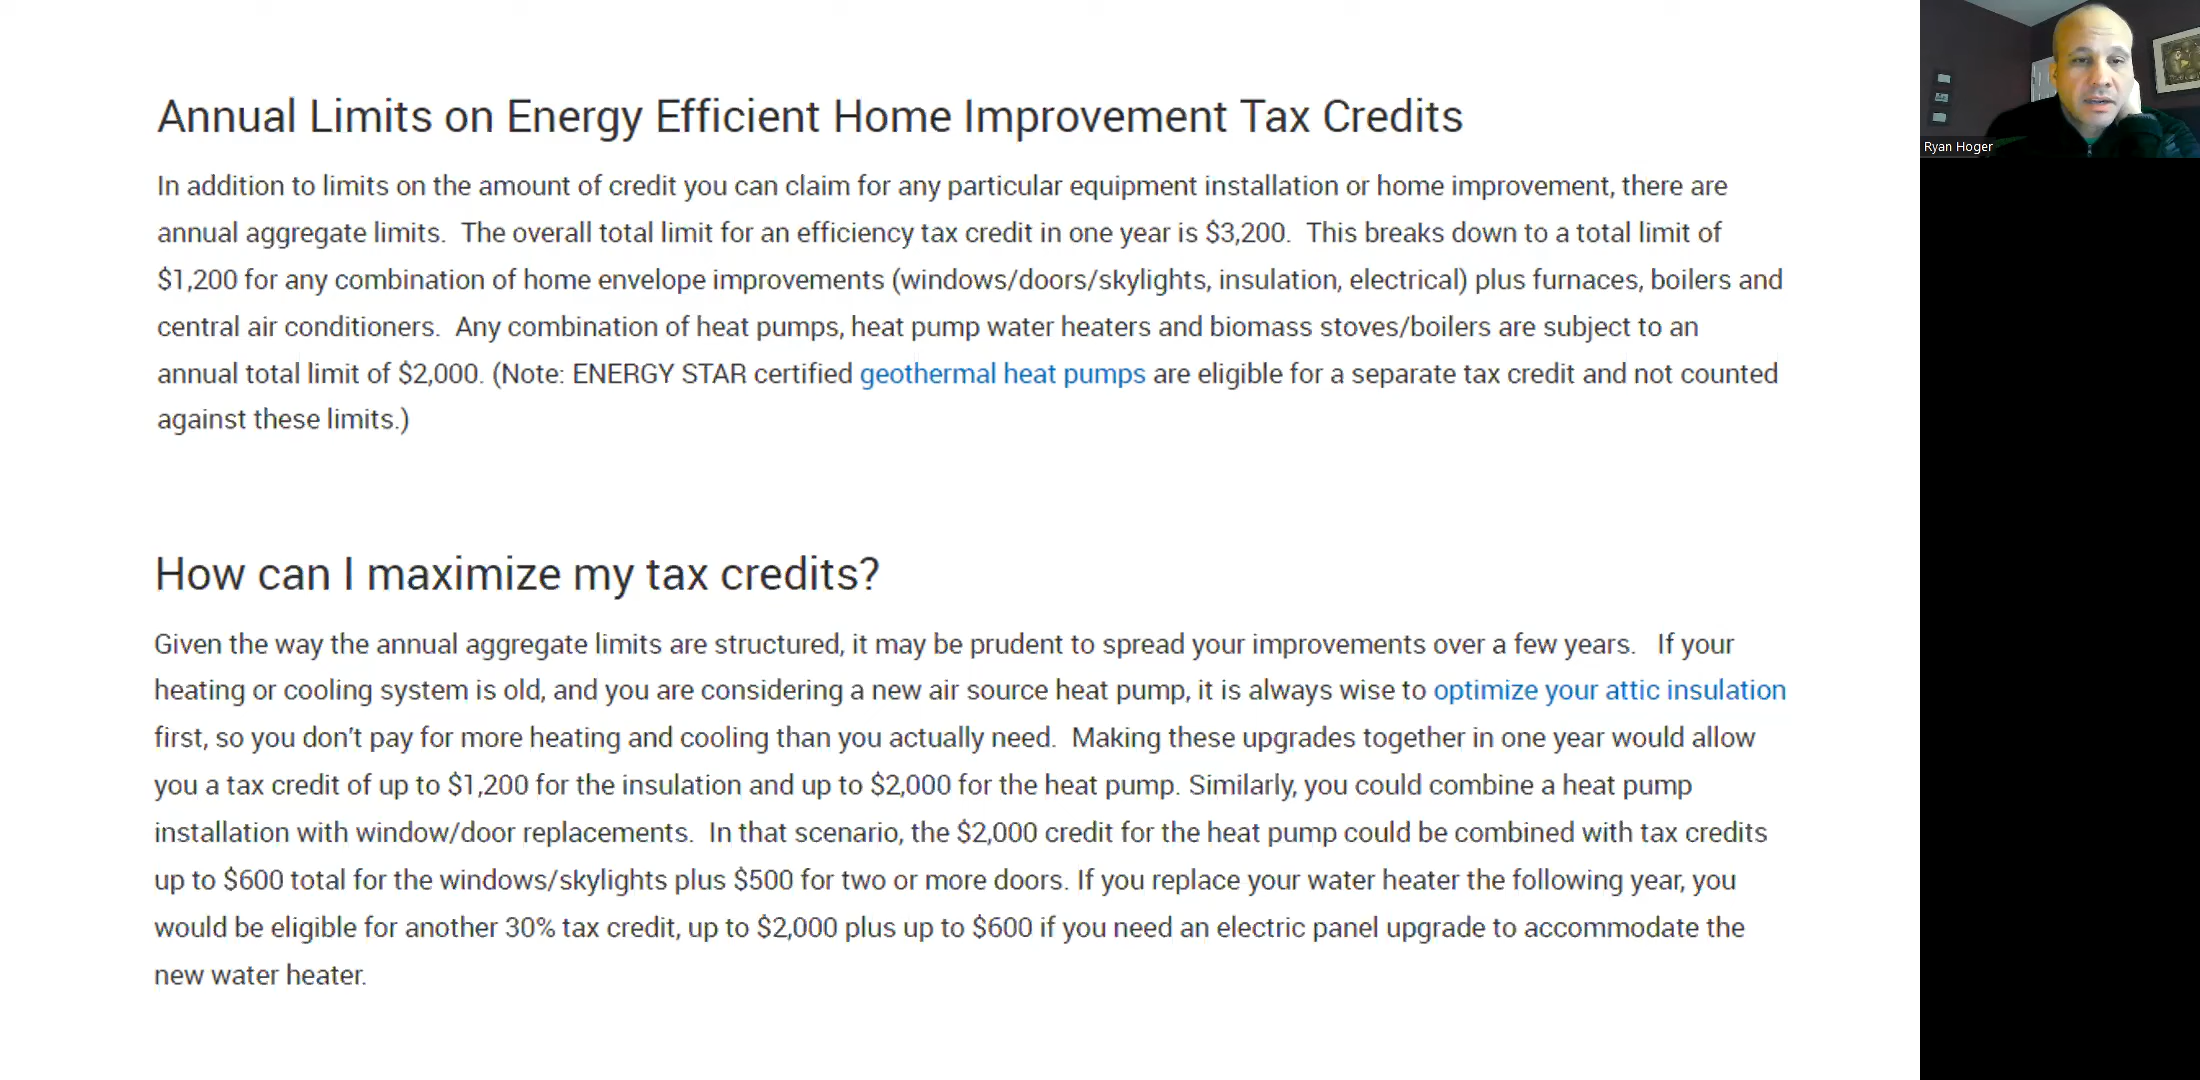 Annual Limits on Energy Efficient Home Improvement Tax Credits
In addition to limits on the amount of credit you can claim for any particular equipment installation or home improvement, there are
annual aggregate limits.  The overall total limit for an efficiency tax credit in one year is $3,200.  This breaks down to a total limit of
$1,200 for any combination of home envelope improvements (windows/doors/skylights, insulation, electrical) plus furnaces, boilers and
central air conditioners.  Any combination of heat pumps, heat pump water heaters and biomass stoves/boilers are subject to an
annual total limit of $2,000. (Note: ENERGY STAR certified geothermal heat pumps are eligible for a separate tax credit and not counted
against these limits.)
How can I maximize my tax credits?
Given the way the annual aggregate limits are structured, it may be prudent to spread your improvements over a few years.   If your
heating or cooling system is old, and you are considering a new air source heat pump, it is always wise to optimize your attic insulation
first, so you don't pay for more heating and cooling than you actually need.  Making these upgrades together in one year would allow
you a tax credit of up to $1,200 for the insulation and up to $2,000 for the heat pump. Similarly, you could combine a heat pump
installation with window/door replacements.  In that scenario, the $2,000 credit for the heat pump could be combined with tax credits
up to $600 total for the windows/skylights plus $500 for two or more doors. If you replace your water heater the following year, you
would be eligible for another 30% tax credit, up to $2,000 plus up to $600 if you need an electric panel upgrade to accommodate the
new water heater.
Ryan Hoger